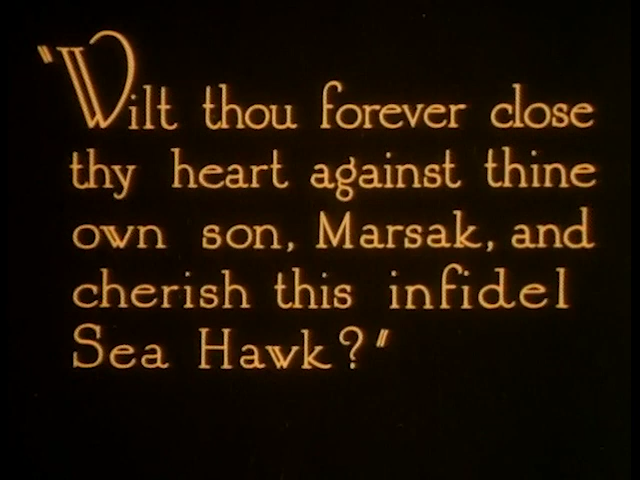 "Wilt thou forever close
thy heart against thine
own son, Marsak, and
cherish this infidel
Sea Hawk?"